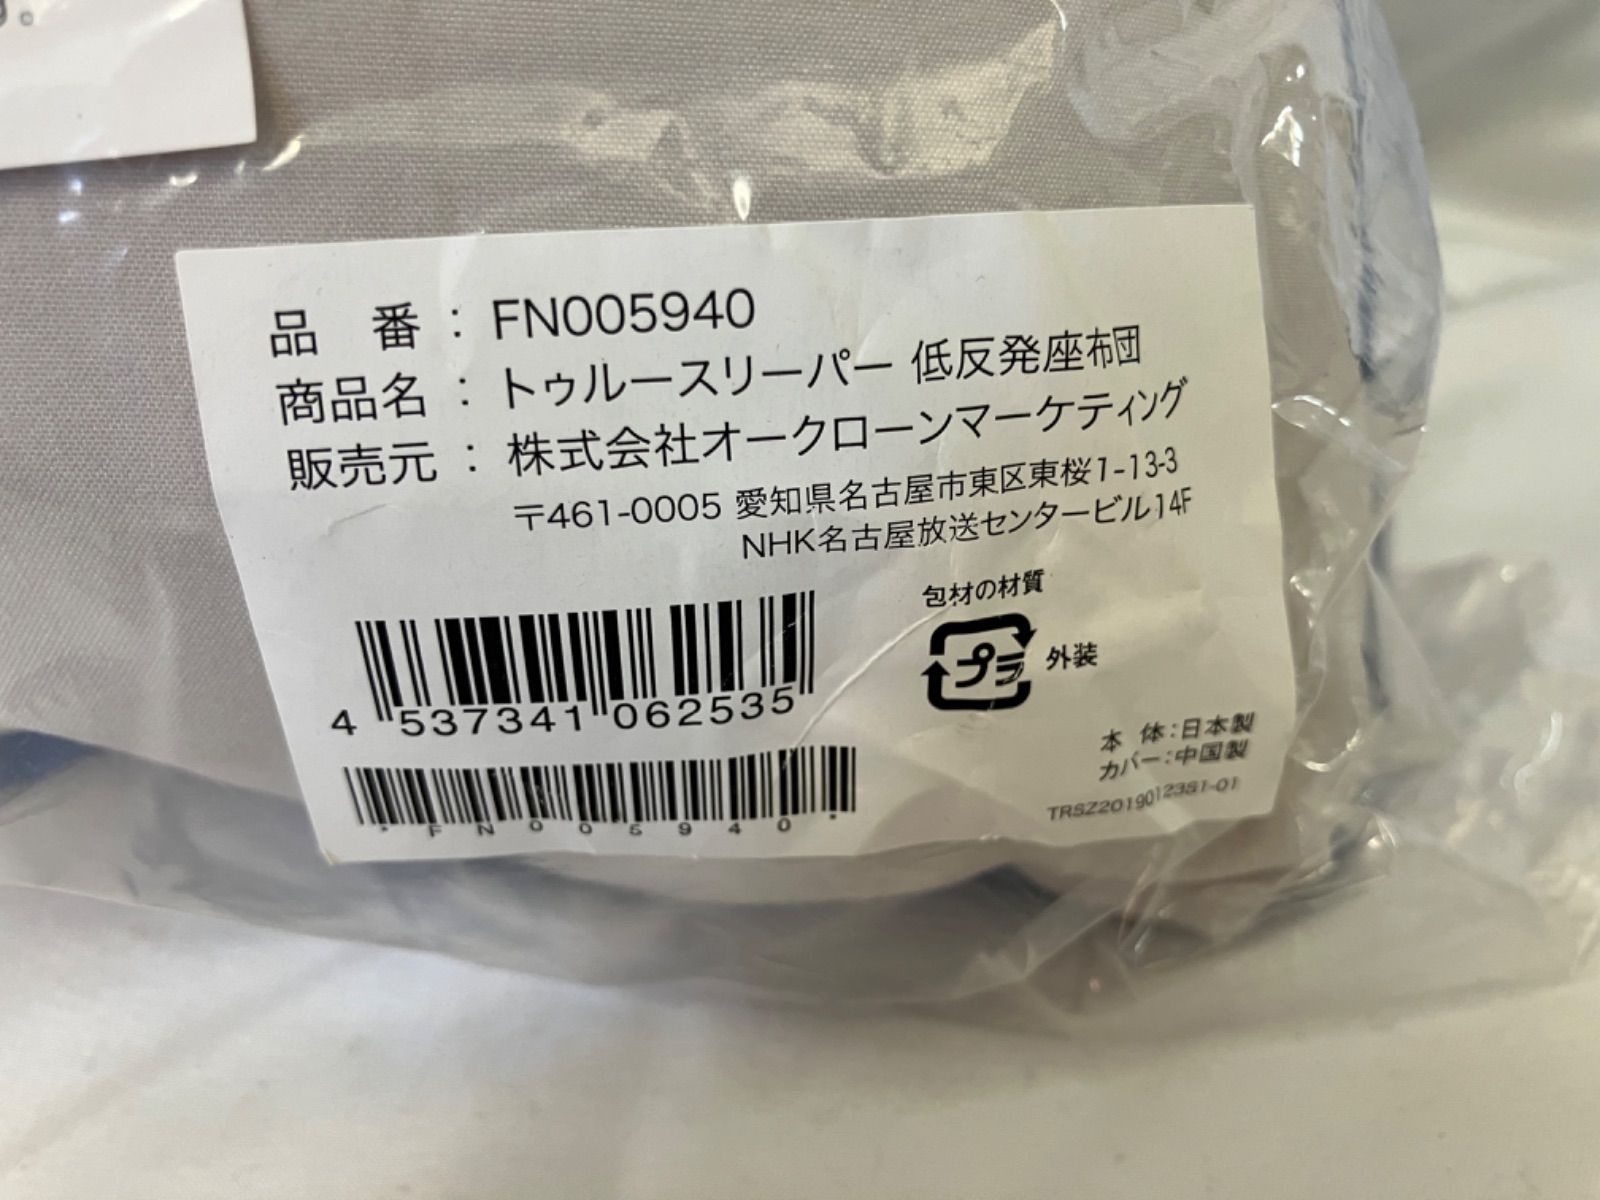 す。
品 番 : FN005940
商品名 : トゥルースリーパー 低反発座布団
販売元 : 株式会社オークローンマーケティング
〒461-0005 愛知県名古屋市東区東桜1-13-3
NHK名古屋放送センタービル14F
包材の材質
プラ 外装
4 537341 062535
*FN005940*
本 体:日本製
カバー:中国製
TRSZ2019012381-01